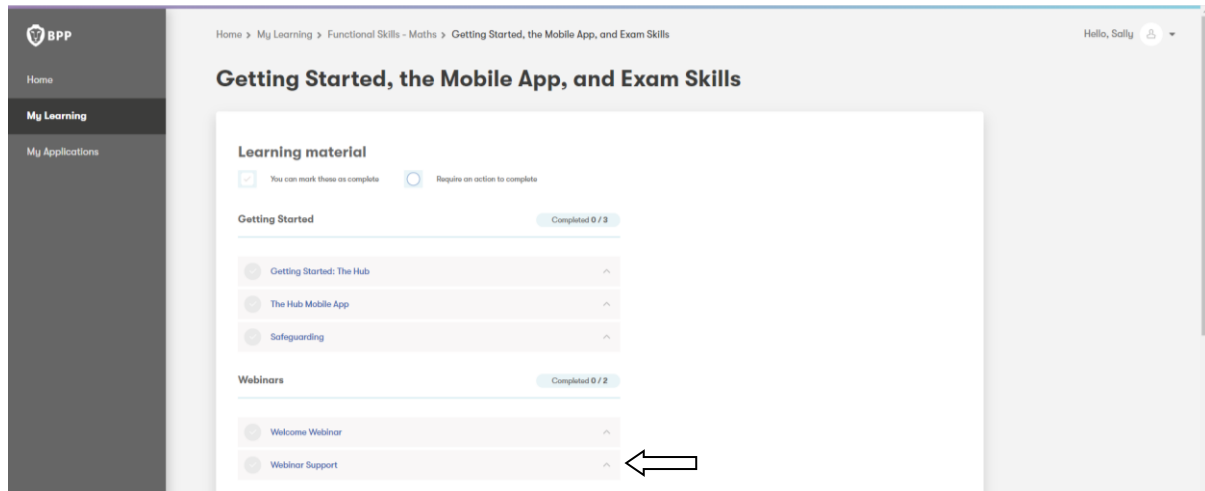 BPP
Home > My Learning > Functional Skills - Maths > Getting Started, the Mobile App, and Exam Skills
Hello, Sally
Home
My Learning
My Applications
Getting Started, the Mobile App, and Exam Skills
Learning material
You can mark these as complete
Require an action to complete
Getting Started
Completed 0 / 3
Getting Started: The Hub
The Hub Mobile App
Safeguarding
Webinars
Completed 0 / 2
Welcome Webinar
Webinar Support